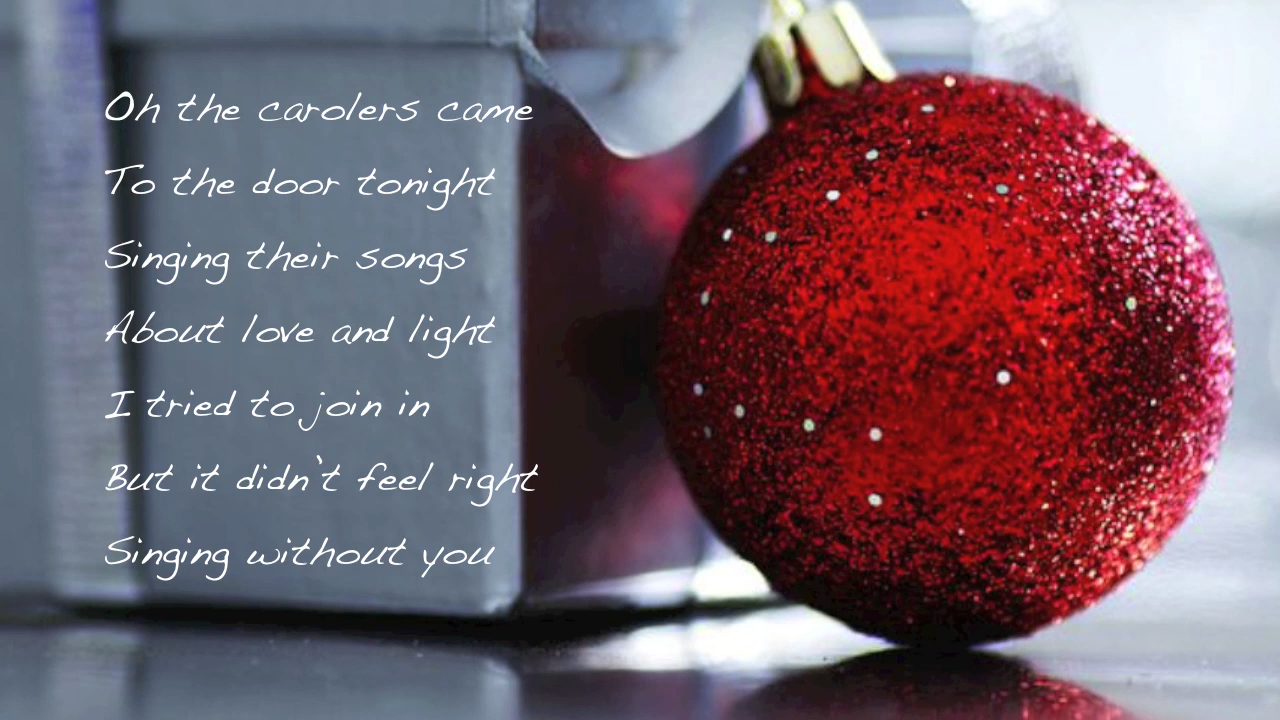 Oh the carolers came
To the door tonight
Singing their songs
About love and light
I tried to join in
But it didn't feel right
Singing without you